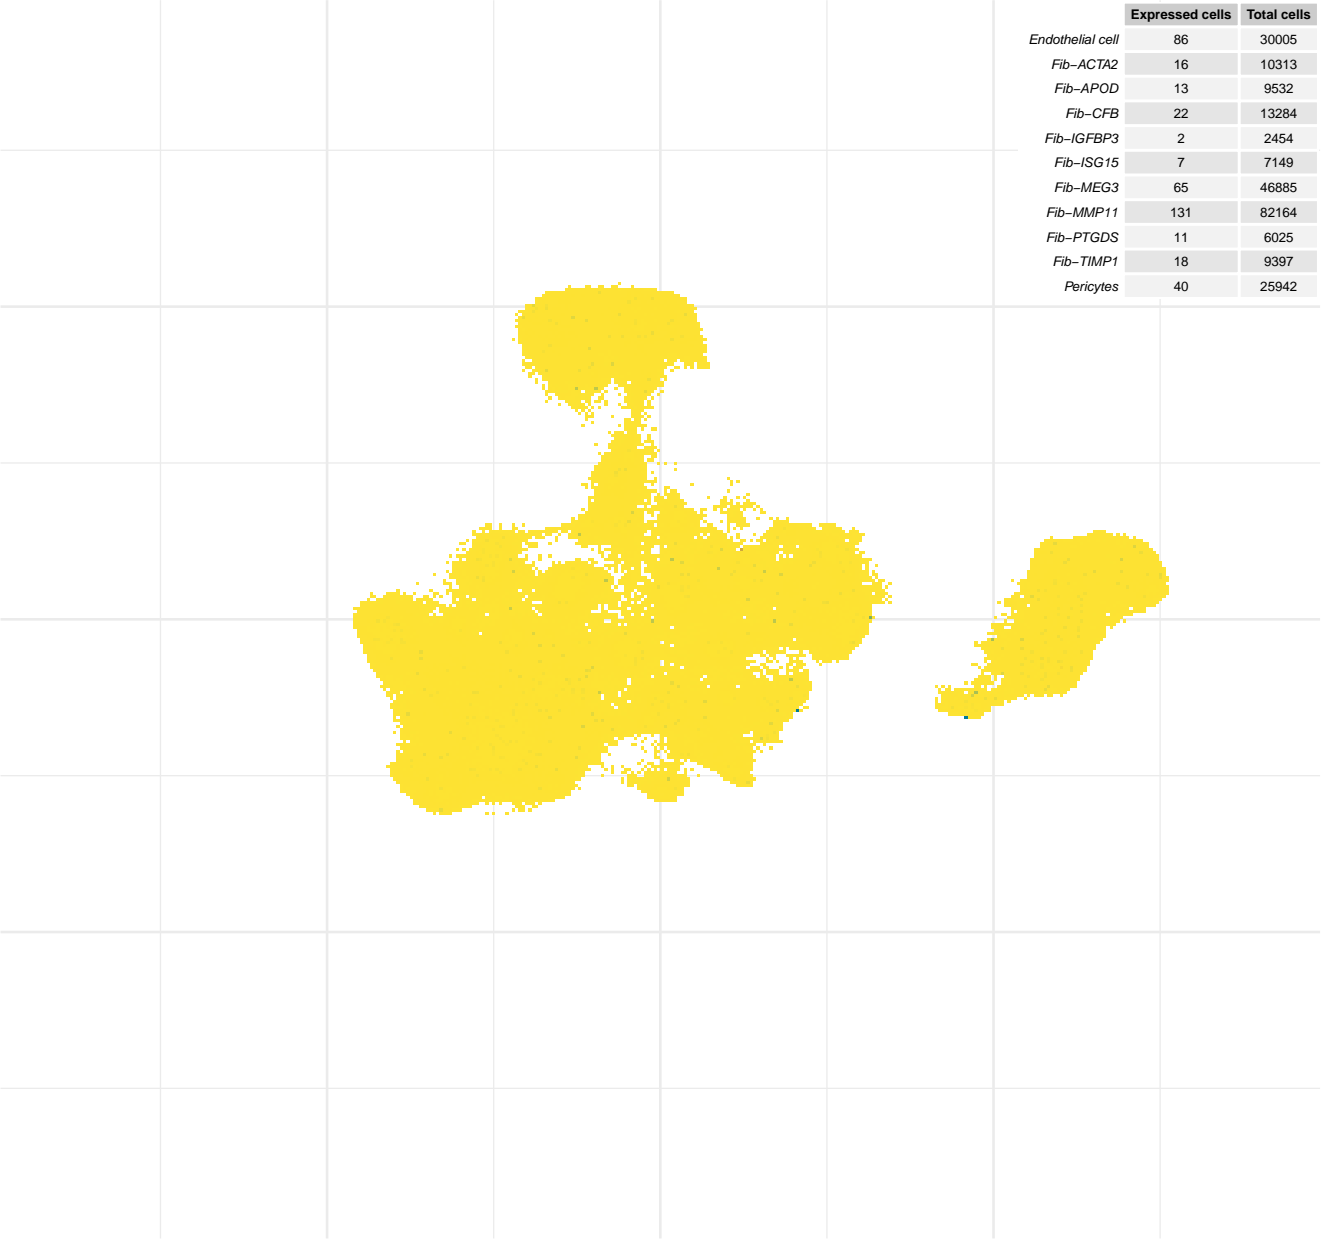 Expressed cells Total cells
Endothelial cell 86 30005
Fib−ACTA2 16 10313
Fib−APOD 13 9532
Fib−CFB 22 13284
Fib−IGFBP3 2 2454
Fib−ISG15 7 7149
Fib−MEG3 65 46885
Fib−MMP11 131 82164
Fib−PTGDS 11 6025
Fib−TIMP1 18 9397
Pericytes 40 25942